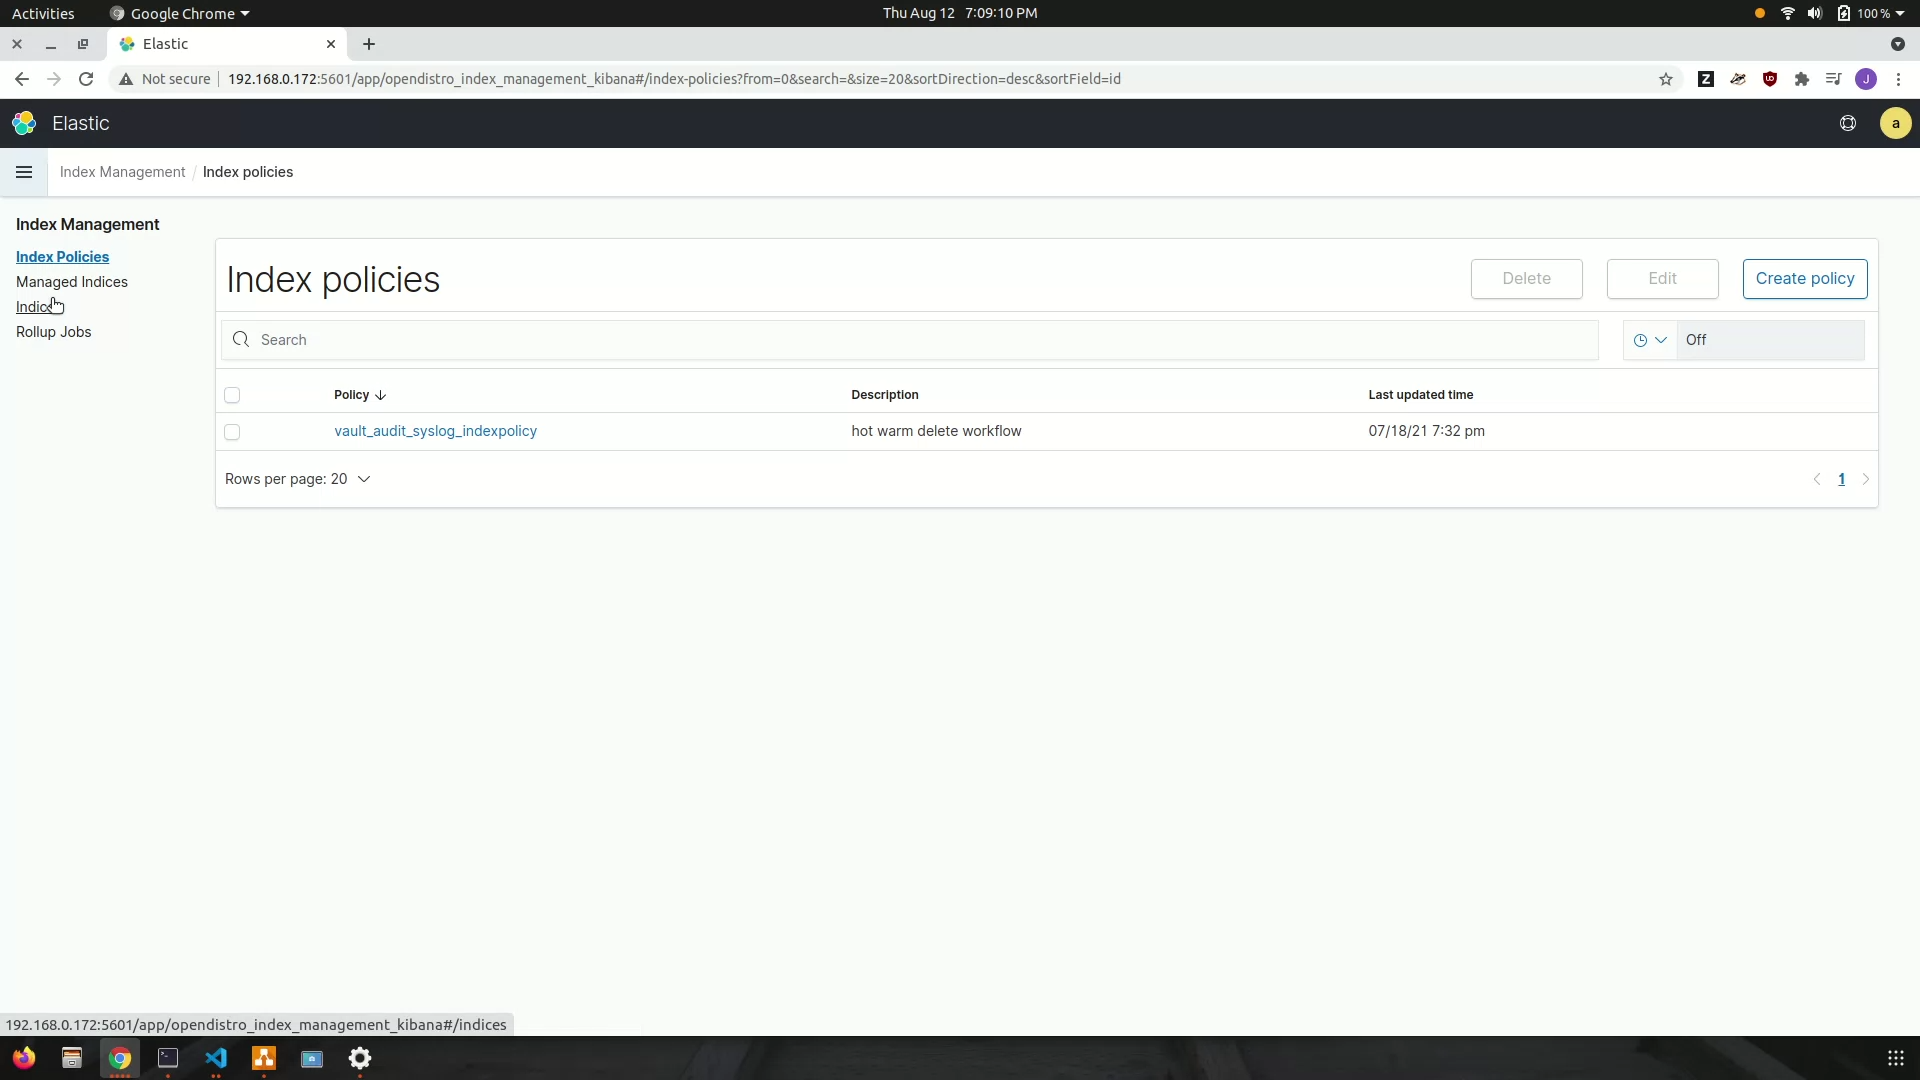 Activities
Google Chrome
Thu Aug 12 7:09:10 PM
100 %
Elastic
Not secure
192.168.0.172:5601/app/opendistro_index_management_kibana#/index-policies?from=0&search=&size=20&sortDirection=desc&sortField=id
Z
UO
J
Elastic
a
Index Management / Index policies
Index Management
Index Policies
Managed Indices
Indic
Rollup Jobs
Index policies
Delete
Edit
Create policy
Search
Off
Policy
Description
Last updated time
vault_audit_syslog_indexpolicy
hot warm delete workflow
07/18/21 7:32 pm
Rows per page: 20
1
192.168.0.172:5601/app/opendistro_index_management_kibana#/indices